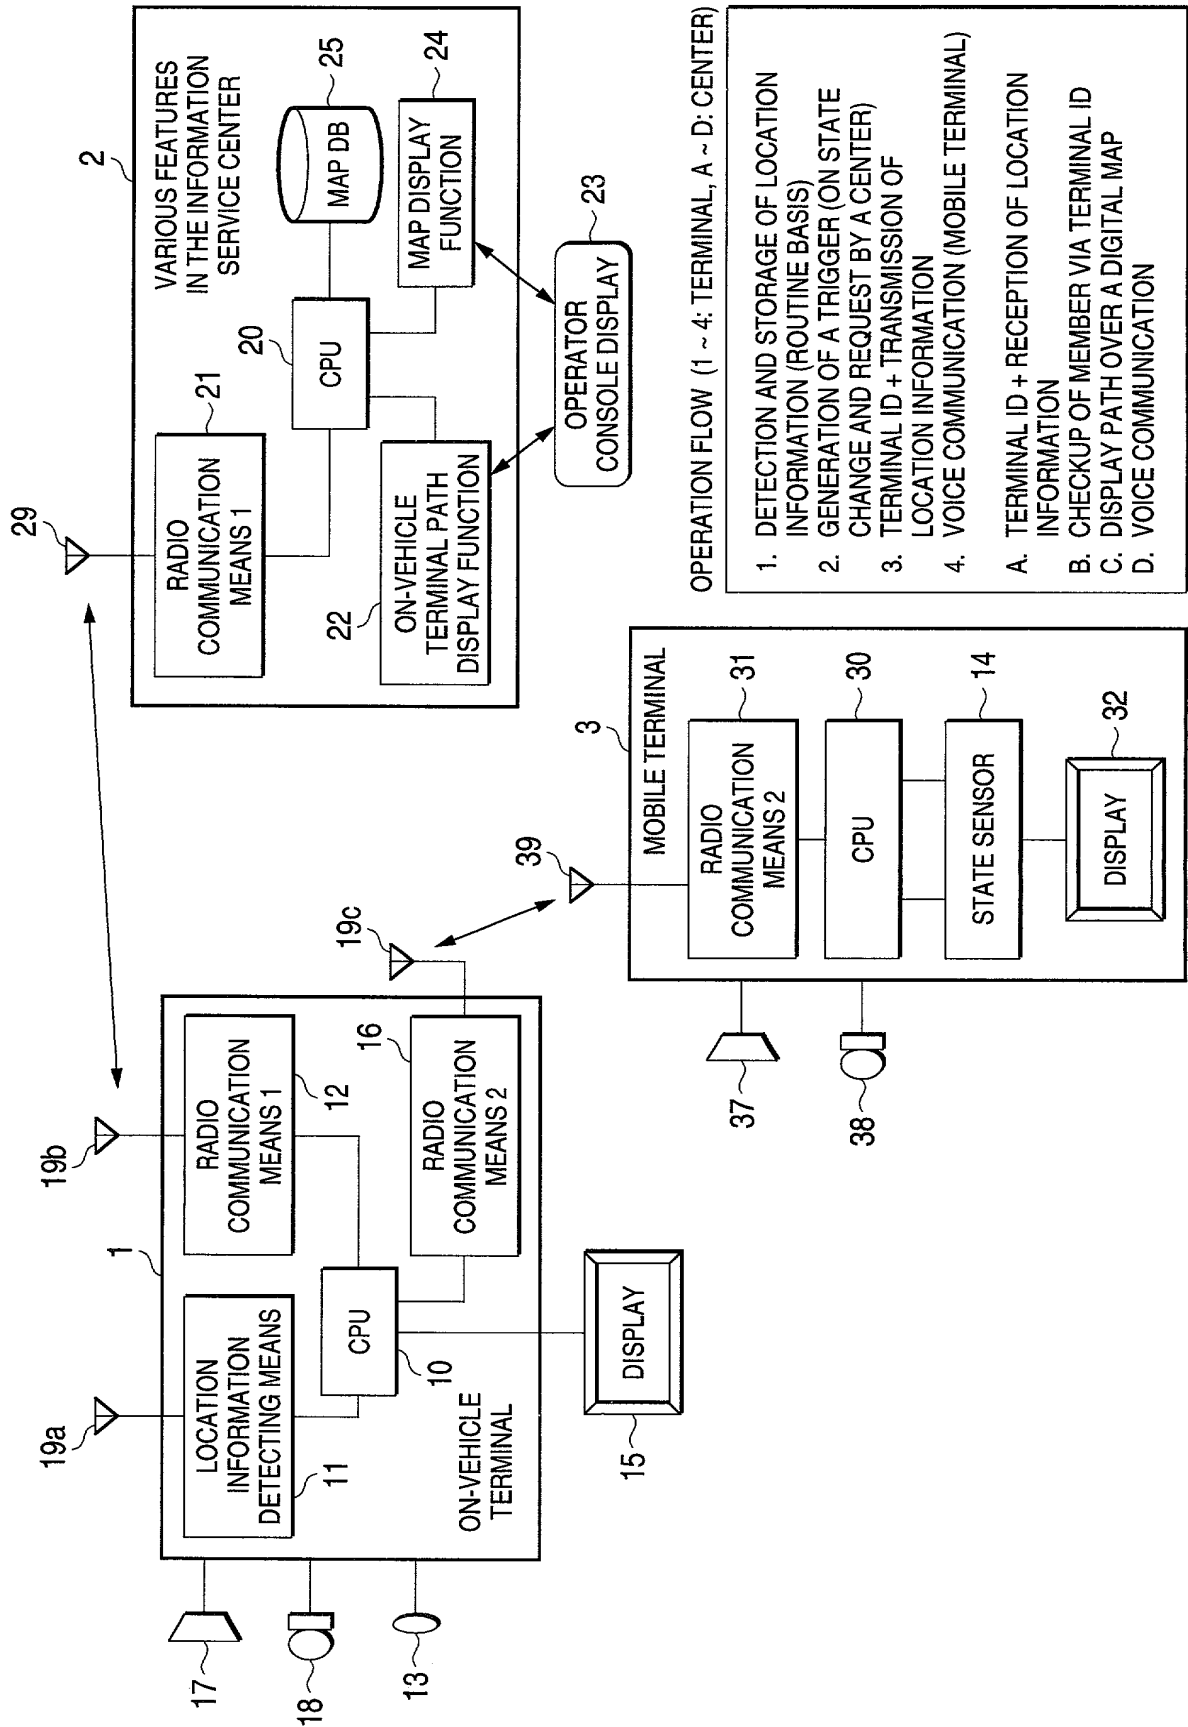 19a
19b
1
LOCATION
INFORMATION
DETECTING MEANS
11
RADIO
COMMUNICATION
MEANS 1
12
CPU
10
16
RADIO
COMMUNICATION
MEANS 2
19c
ON-VEHICLE
TERMINAL
17
18
13
DISPLAY
15
29
2
VARIOUS FEATURES
IN THE INFORMATION
SERVICE CENTER
RADIO
COMMUNICATION
MEANS 1
21
20
CPU
MAP DB
25
22
ON-VEHICLE
TERMINAL PATH
DISPLAY FUNCTION
MAP DISPLAY
FUNCTION
24
OPERATOR
CONSOLE DISPLAY
23
39
3
MOBILE TERMINAL
RADIO
COMMUNICATION
MEANS 2
31
CPU
30
STATE SENSOR
14
DISPLAY
32
37
38
OPERATION FLOW (1 ~ 4: TERMINAL, A ~ D: CENTER)
1. DETECTION AND STORAGE OF LOCATION
INFORMATION (ROUTINE BASIS)
2. GENERATION OF A TRIGGER (ON STATE
CHANGE AND REQUEST BY A CENTER)
3. TERMINAL ID + TRANSMISSION OF
LOCATION INFORMATION
4. VOICE COMMUNICATION (MOBILE TERMINAL)
A. TERMINAL ID + RECEPTION OF LOCATION
INFORMATION
B. CHECKUP OF MEMBER VIA TERMINAL ID
C. DISPLAY PATH OVER A DIGITAL MAP
D. VOICE COMMUNICATION